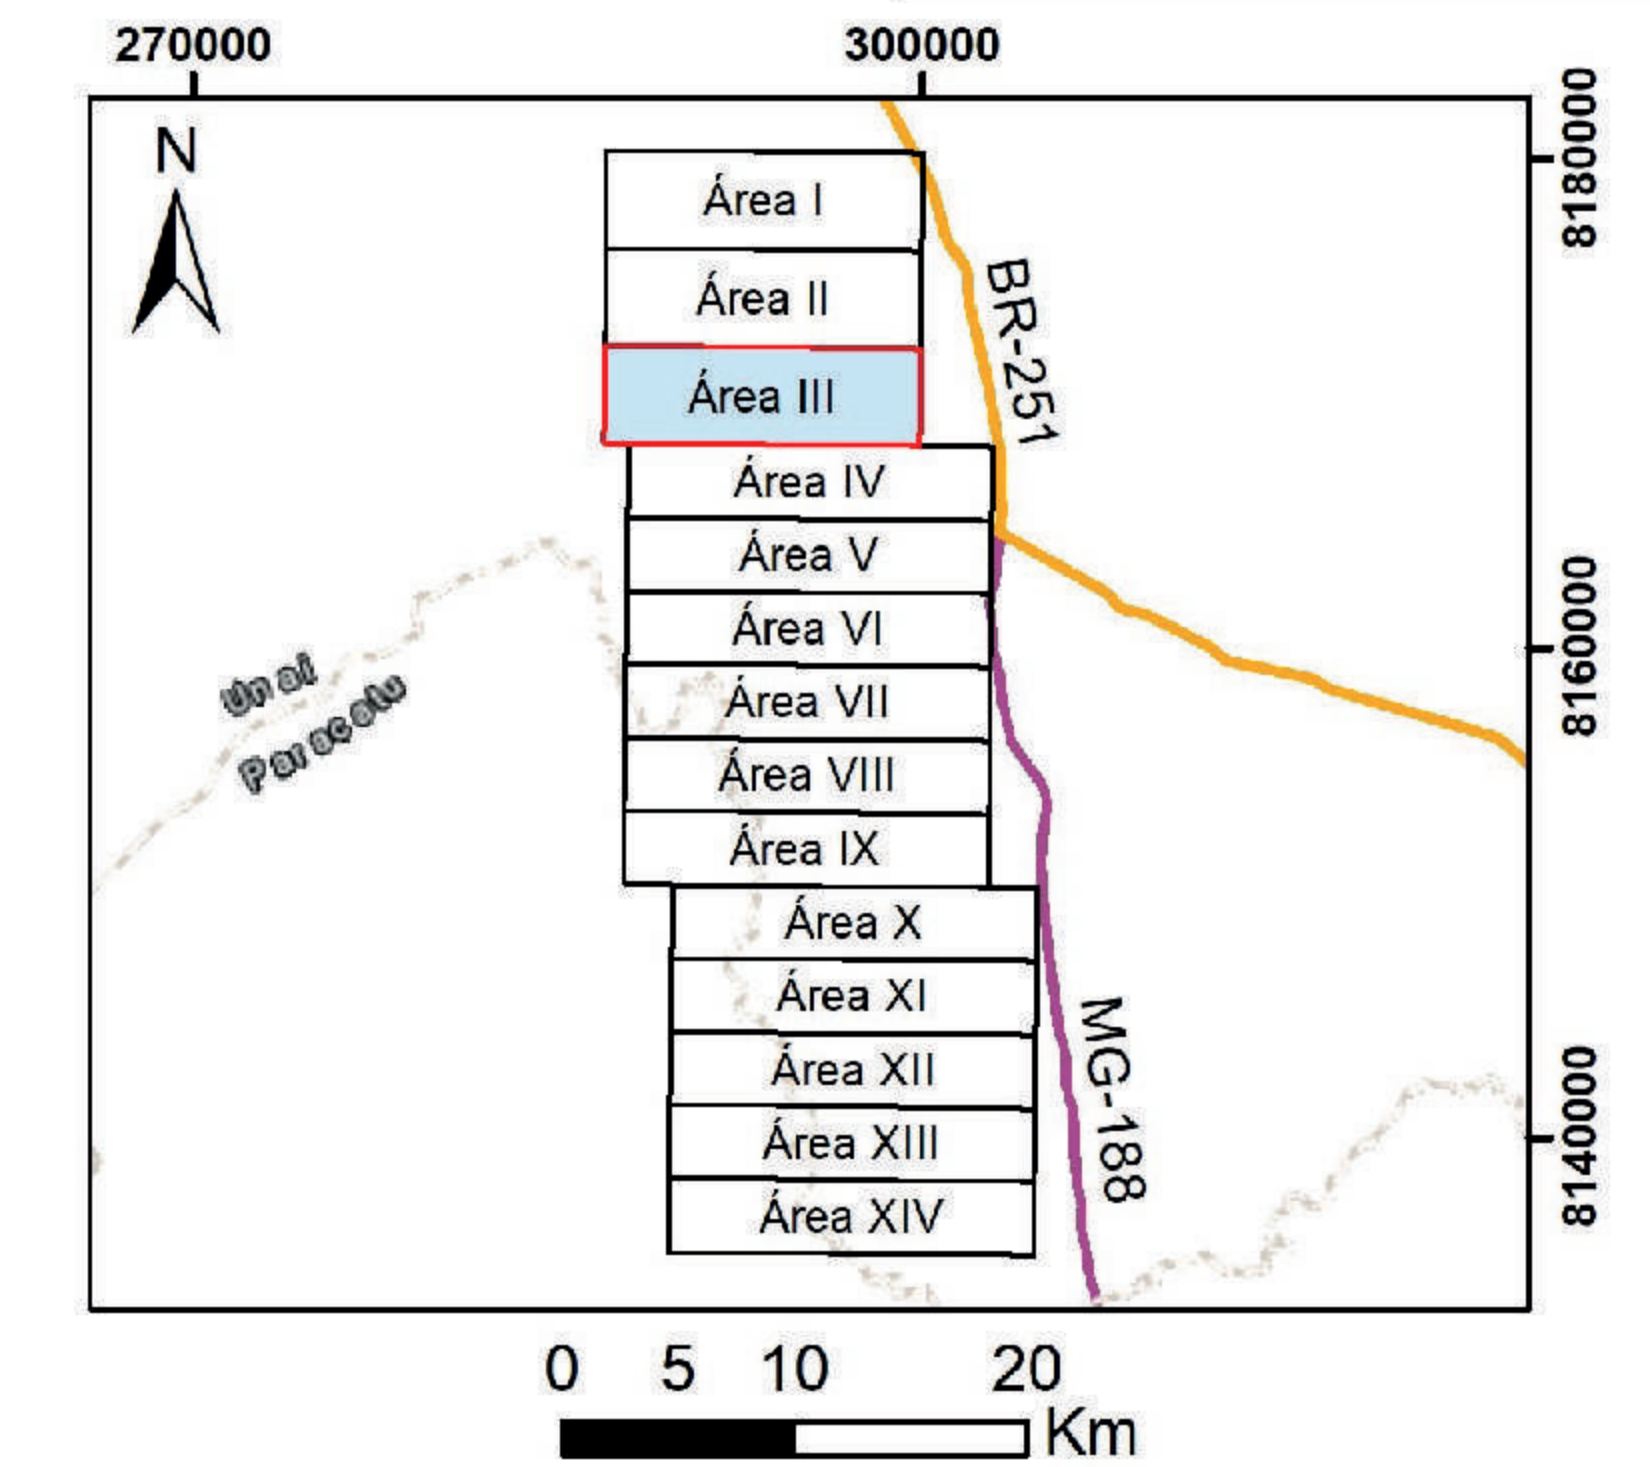 270000
300000
N
8180000
Área I
Área II
BR-251
Área III
Área IV
Área V
8160000
Área VI
Unaí
Paracatu
Área VII
Área VIII
Área IX
Área X
Área XI
MG-188
Área XII
8140000
Área XIII
Área XIV
0 5 10 20
Km